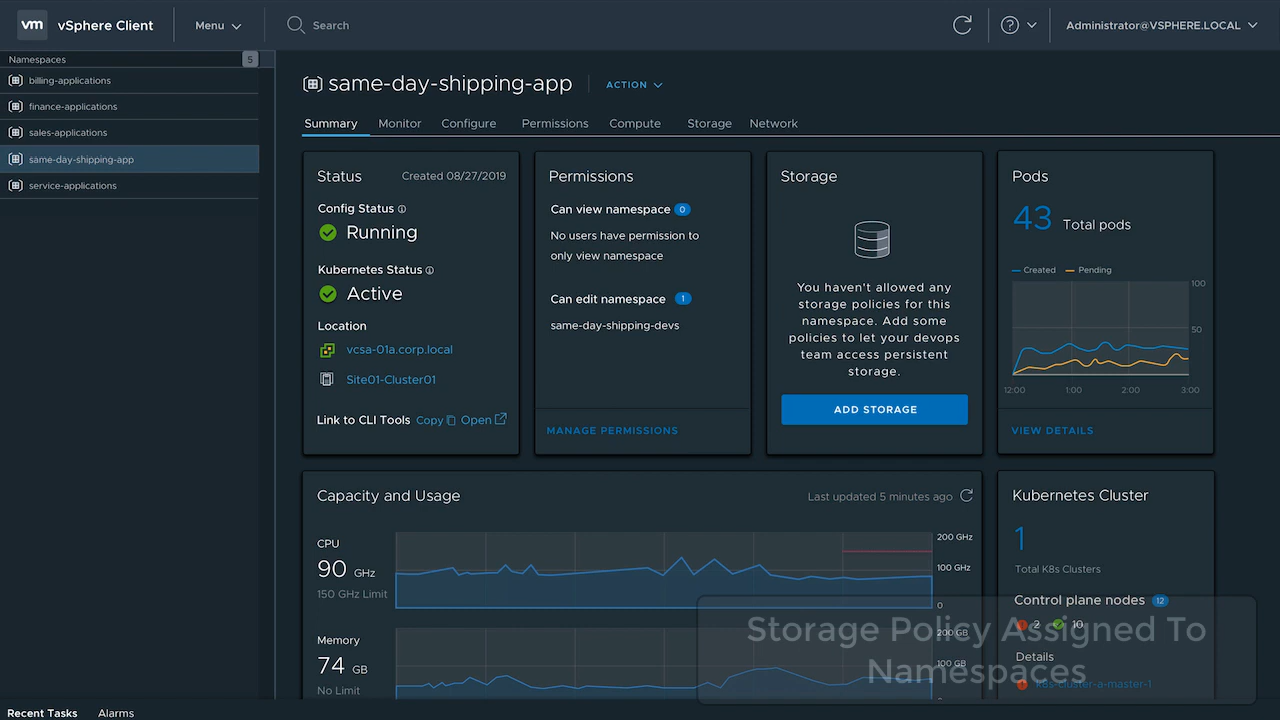 vm vSphere Client Menu Search Administrator@VSPHERE.LOCAL
Namespaces 5
billing-applications
finance-applications
sales-applications
same-day-shipping-app
service-applications
same-day-shipping-app ACTION
Summary Monitor Configure Permissions Compute Storage Network
Status Created 08/27/2019
Config Status
Running
Kubernetes Status
Active
Location
vcsa-01a.corp.local
Site01-Cluster01
Link to CLI Tools Copy Open
Permissions
Can view namespace 0
No users have permission to
only view namespace
Can edit namespace 1
same-day-shipping-devs
MANAGE PERMISSIONS
Storage
You haven't allowed any
storage policies for this
namespace. Add some
policies to let your devops
team access persistent
storage.
ADD STORAGE
Pods
43 Total pods
Created Pending
100
50
12:00 1:00 2:00 3:00
VIEW DETAILS
Capacity and Usage Last updated 5 minutes ago
CPU
90 GHz
150 GHz Limit
200 GHz
100 GHz
0
Memory
74 GB
No Limit
200 GB
100 GB
Kubernetes Cluster
1
Total K8s Clusters
Control plane nodes 12
2 10
Details
k8s-cluster-a-master-1
Storage Policy Assigned To
Namespaces
Recent Tasks Alarms